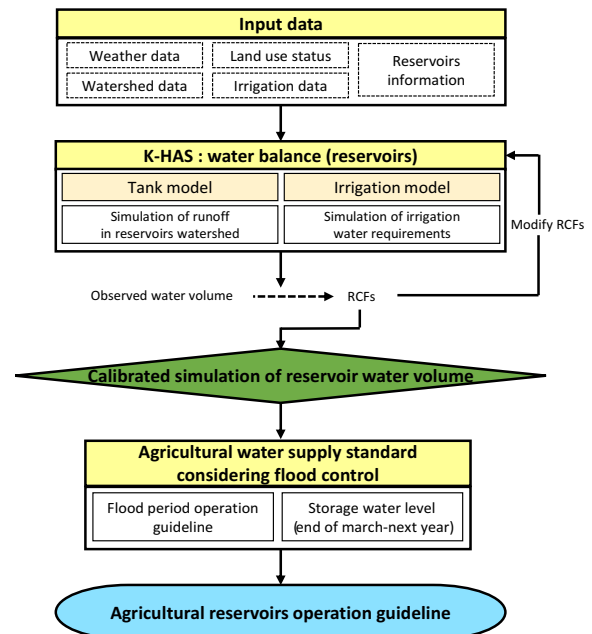 Input data
Weather data
Land use status
Reservoirs
information
Watershed data
Irrigation data
K-HAS : water balance (reservoirs)
Tank model
Irrigation model
Simulation of runoff
in reservoirs watershed
Simulation of irrigation
water requirements
Modify RCFs
Observed water volume
RCFs
Calibrated simulation of reservoir water volume
Agricultural water supply standard
considering flood control
Flood period operation
guideline
Storage water level
(end of march-next year)
Agricultural reservoirs operation guideline